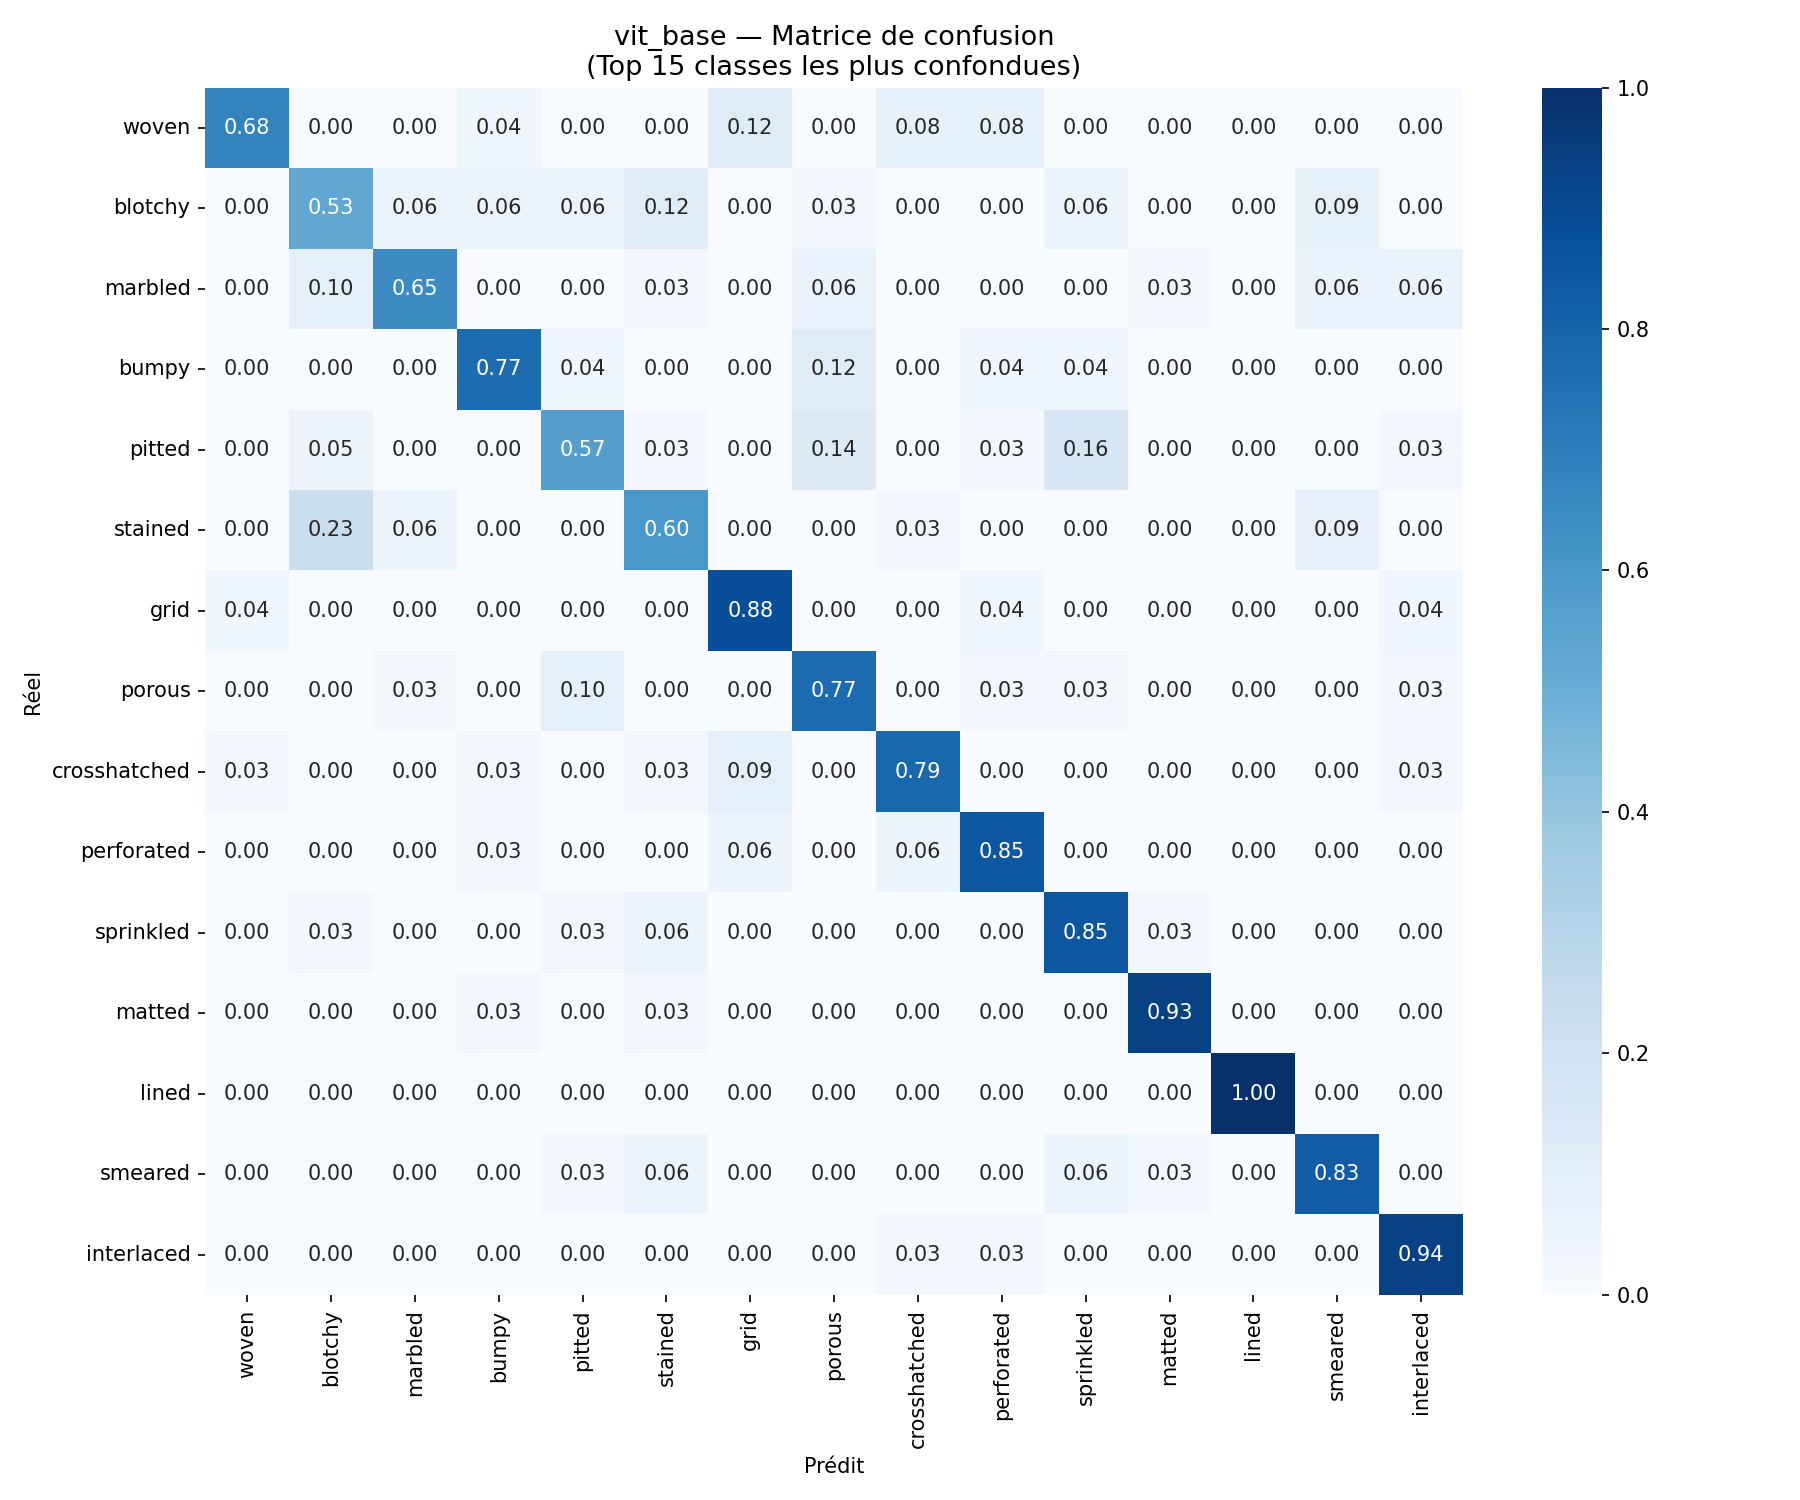 vit_base — Matrice de confusion
(Top 15 classes les plus confondues)
woven 0.68 0.00 0.00 0.04 0.00 0.00 0.12 0.00 0.08 0.08 0.00 0.00 0.00 0.00 0.00
blotchy 0.00 0.53 0.06 0.06 0.06 0.12 0.00 0.03 0.00 0.00 0.06 0.00 0.00 0.09 0.00
marbled 0.00 0.10 0.65 0.00 0.00 0.03 0.00 0.06 0.00 0.00 0.00 0.03 0.00 0.06 0.06
bumpy 0.00 0.00 0.00 0.77 0.04 0.00 0.00 0.12 0.00 0.04 0.04 0.00 0.00 0.00 0.00
pitted 0.00 0.05 0.00 0.00 0.57 0.03 0.00 0.14 0.00 0.03 0.16 0.00 0.00 0.00 0.03
stained 0.00 0.23 0.06 0.00 0.00 0.60 0.00 0.00 0.03 0.00 0.00 0.00 0.00 0.09 0.00
grid 0.04 0.00 0.00 0.00 0.00 0.00 0.88 0.00 0.00 0.04 0.00 0.00 0.00 0.00 0.04
porous 0.00 0.00 0.03 0.00 0.10 0.00 0.00 0.77 0.00 0.03 0.03 0.00 0.00 0.00 0.03
crosshatched 0.03 0.00 0.00 0.03 0.00 0.03 0.09 0.00 0.79 0.00 0.00 0.00 0.00 0.00 0.03
perforated 0.00 0.00 0.00 0.03 0.00 0.00 0.06 0.00 0.06 0.85 0.00 0.00 0.00 0.00 0.00
sprinkled 0.00 0.03 0.00 0.00 0.03 0.06 0.00 0.00 0.00 0.00 0.85 0.03 0.00 0.00 0.00
matted 0.00 0.00 0.00 0.03 0.00 0.03 0.00 0.00 0.00 0.00 0.00 0.93 0.00 0.00 0.00
lined 0.00 0.00 0.00 0.00 0.00 0.00 0.00 0.00 0.00 0.00 0.00 0.00 1.00 0.00 0.00
smeared 0.00 0.00 0.00 0.00 0.03 0.06 0.00 0.00 0.00 0.00 0.06 0.03 0.00 0.83 0.00
interlaced 0.00 0.00 0.00 0.00 0.00 0.00 0.00 0.00 0.03 0.03 0.00 0.00 0.00 0.00 0.94
woven blotchy marbled bumpy pitted stained grid porous crosshatched perforated sprinkled matted lined smeared interlaced
Prédit
Réel
1.0
0.8
0.6
0.4
0.2
0.0